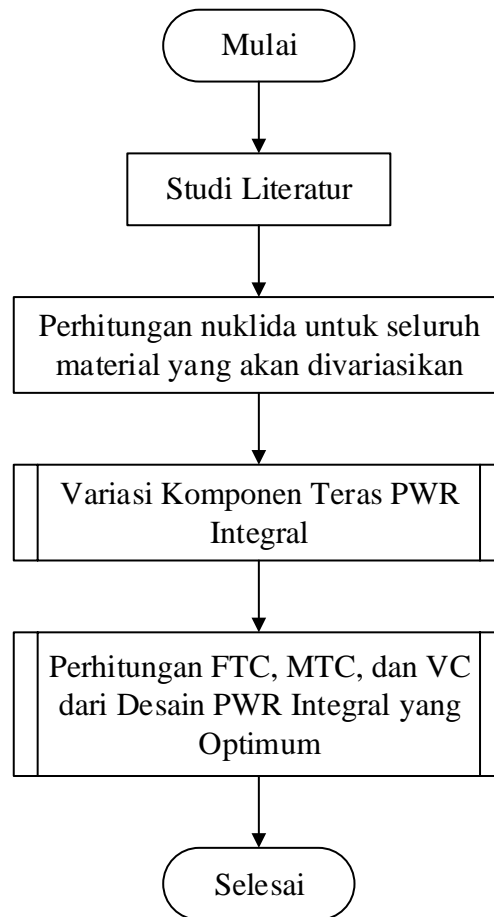 Mulai
Studi Literatur
Perhitungan nuklida untuk seluruh
material yang akan divariasikan
Variasi Komponen Teras PWR
Integral
Perhitungan FTC, MTC, dan VC
dari Desain PWR Integral yang
Optimum
Selesai